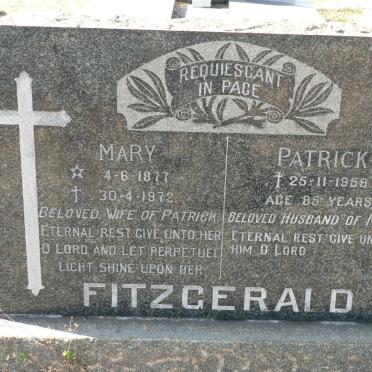 REQUIESCANT
IN PACE
MARY
☆ 4-6-1877
✝ 30-4-1972
BELOVED WIFE OF PATRICK
ETERNAL REST GIVE UNTO HER
O LORD AND LET PERPETUEL
LIGHT SHINE UPON HER
PATRICK
✝ 25-11-1958
AGE 85 YEARS
BELOVED HUSBAND OF
ETERNAL REST GIVE
HIM O LORD
FITZGERALD